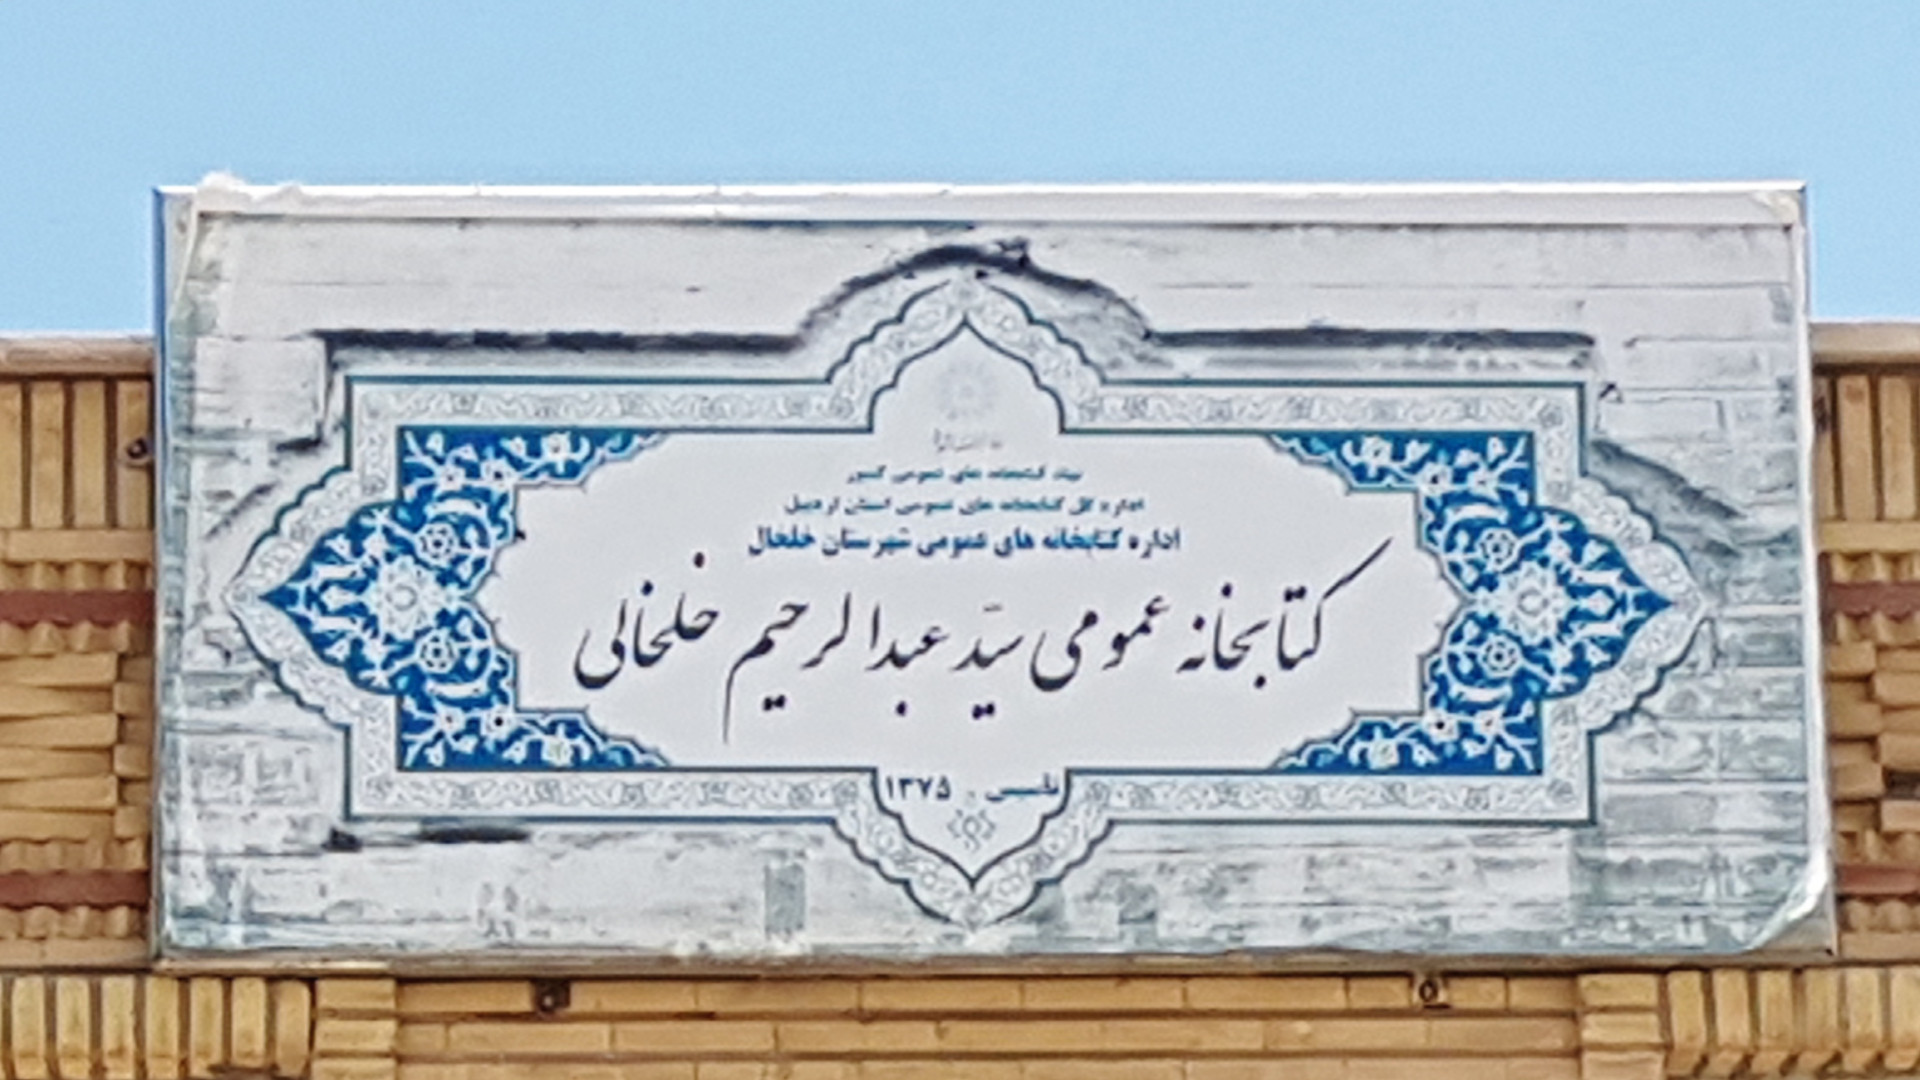 نهاد کتابخانه های عمومی کشور
اداره کل کتابخانه های عمومی استان اردبیل
اداره کتابخانه های عمومی شهرستان خلخال
کتابخانه عمومی سیّد عبدالرحیم خلخالی
تاسیس ۱۳۷۵